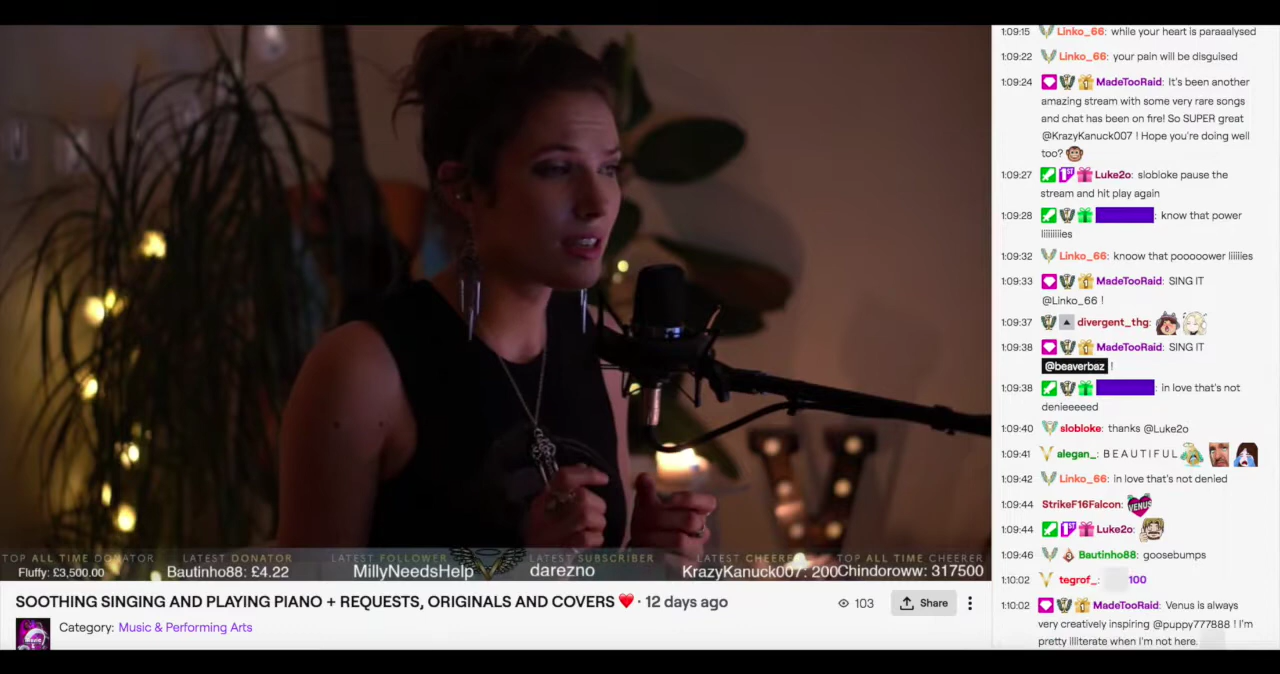 TOP ALL TIME DONATOR
Fluffy: £3,500.00
LATEST DONATOR
Bautinho88: £4.22
LATEST FOLLOWER
MillyNeedsHelp
LATEST SUBSCRIBER
darezno
LATEST CHEERER
KrazyKanuck007: 200
TOP ALL TIME CHEERER
Chindoroww: 317500
SOOTHING SINGING AND PLAYING PIANO + REQUESTS, ORIGINALS AND COVERS ❤️ · 12 days ago
103
Share
Category: Music & Performing Arts
1:09:15 Linko_66: while your heart is paraaalysed
1:09:22 Linko_66: your pain will be disguised
1:09:24 MadeTooRaid: It's been another
amazing stream with some very rare songs
and chat has been on fire! So SUPER great
@KrazyKanuck007 ! Hope you're doing well
too?
1:09:27 Luke2o: slobloke pause the
stream and hit play again
1:09:28 : know that power
liiiiiiiies
1:09:32 Linko_66: knoow that pooooower liiiiies
1:09:33 MadeTooRaid: SING IT
@Linko_66 !
1:09:37 divergent_thg:
1:09:38 MadeTooRaid: SING IT
@beaverbaz !
1:09:38 : in love that's not
denieeeeed
1:09:40 slobloke: thanks @Luke2o
1:09:41 alegan_: B E A U T I F U L
1:09:42 Linko_66: in love that's not denied
1:09:44 StrikeF16Falcon: VENUS
1:09:44 Luke2o:
1:09:46 Bautinho88: goosebumps
1:10:02 tegrof_: 100
1:10:02 MadeTooRaid: Venus is always
very creatively inspiring @puppy777888 ! I'm
pretty illiterate when I'm not here.